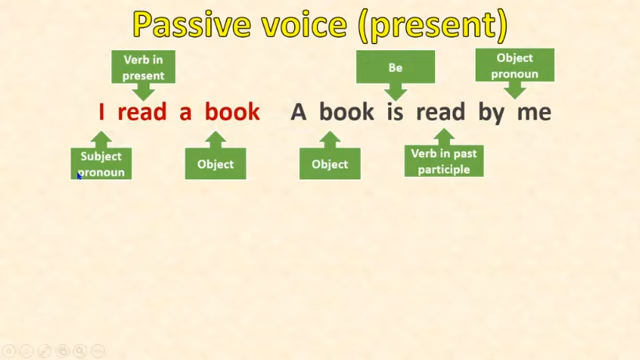 Passive voice (present)
Verb in
present
Be
Object
pronoun
I read a book
A book is read by me
Subject
pronoun
Object
Object
Verb in past
participle